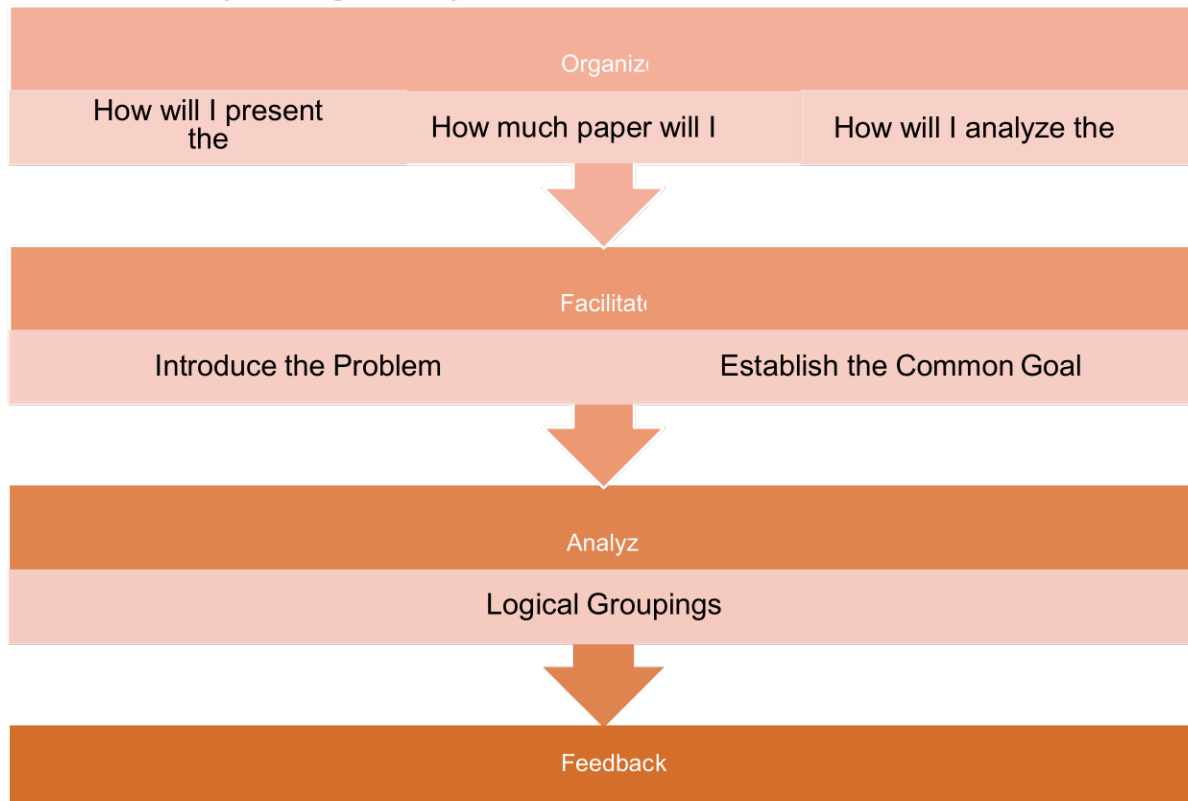 Organiz
How will I present
the
How much paper will I
How will I analyze the
Facilitat
Introduce the Problem
Establish the Common Goal
Analyz
Logical Groupings
Feedback